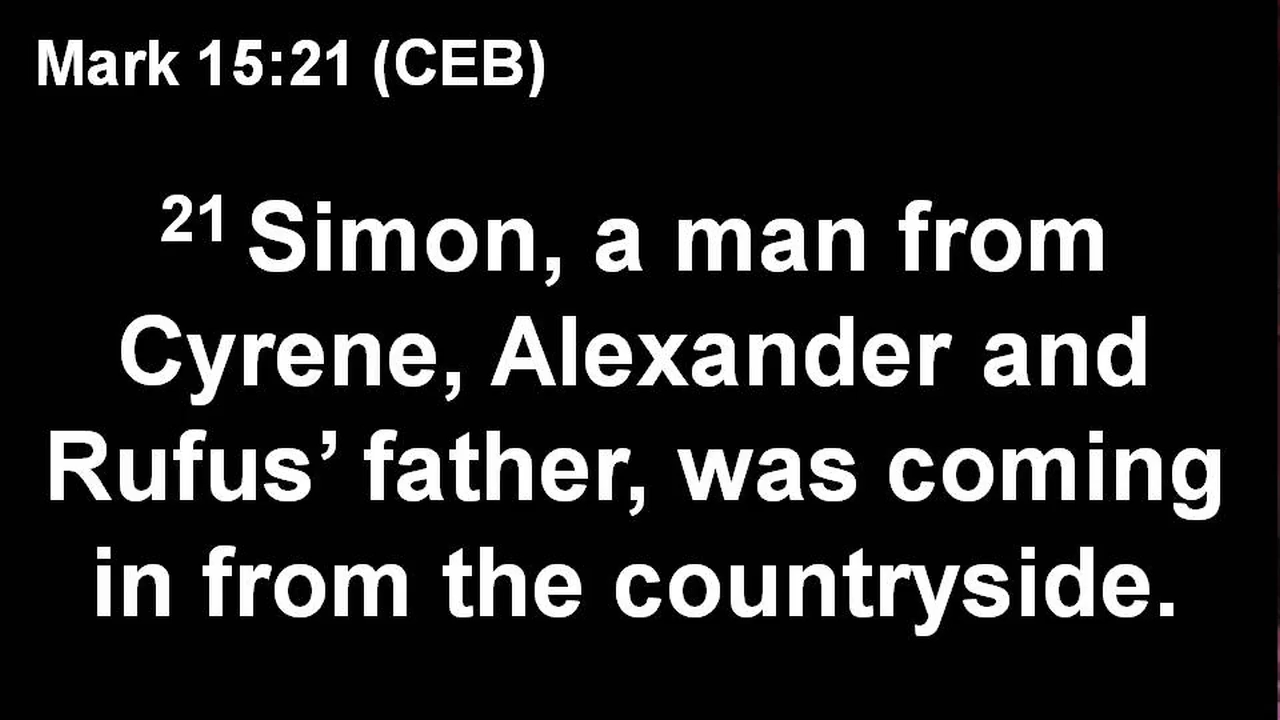 Mark 15:21 (CEB)
21 Simon, a man from
Cyrene, Alexander and
Rufus’ father, was coming
in from the countryside.